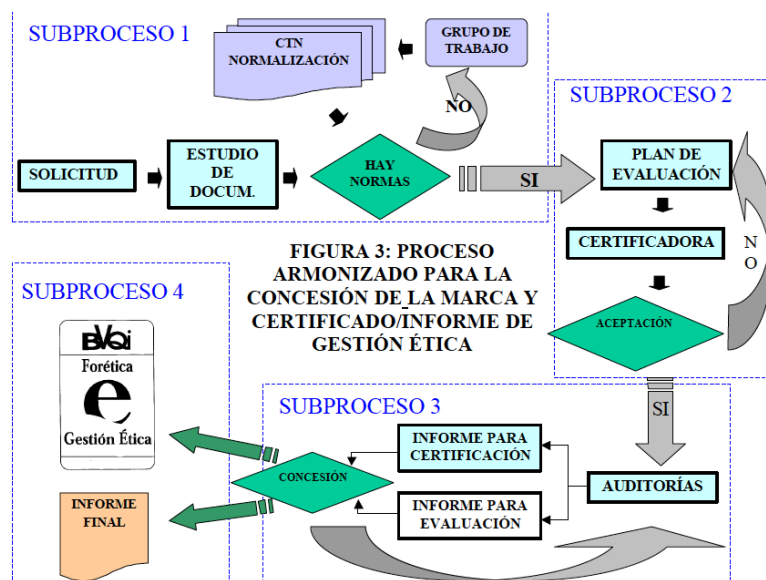 SUBPROCESO 1
CTN
NORMALIZACIÓN
GRUPO DE
TRABAJO
NO
SOLICITUD
ESTUDIO
DE
DOCUM.
HAY
NORMAS
SI
SUBPROCESO 2
PLAN DE
EVALUACIÓN
CERTIFICADORA
N
O
ACEPTACIÓN
SI
FIGURA 3: PROCESO
ARMONIZADO PARA LA
CONCESIÓN DE LA MARCA Y
CERTIFICADO/INFORME DE
GESTIÓN ÉTICA
SUBPROCESO 4
BVQi
Forética
e
Gestión Ética
INFORME
FINAL
SUBPROCESO 3
INFORME PARA
CERTIFICACIÓN
CONCESIÓN
AUDITORÍAS
INFORME PARA
EVALUACIÓN